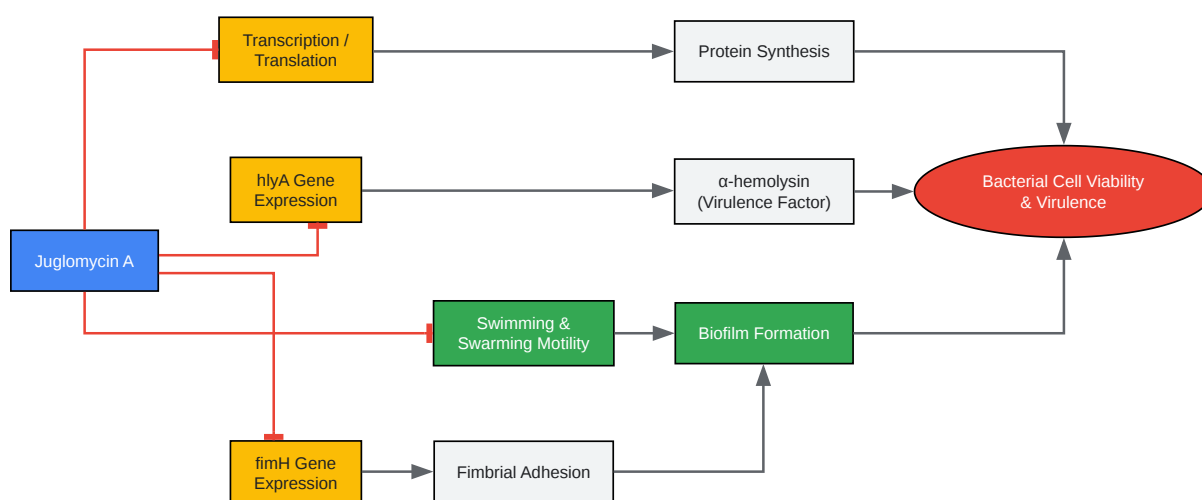 Transcription /
Translation
Protein Synthesis
hlyA Gene
Expression
α-hemolysin
(Virulence Factor)
Bacterial Cell Viability
& Virulence
Juglomycin A
Swimming &
Swarming Motility
Biofilm Formation
fimH Gene
Expression
Fimbrial Adhesion